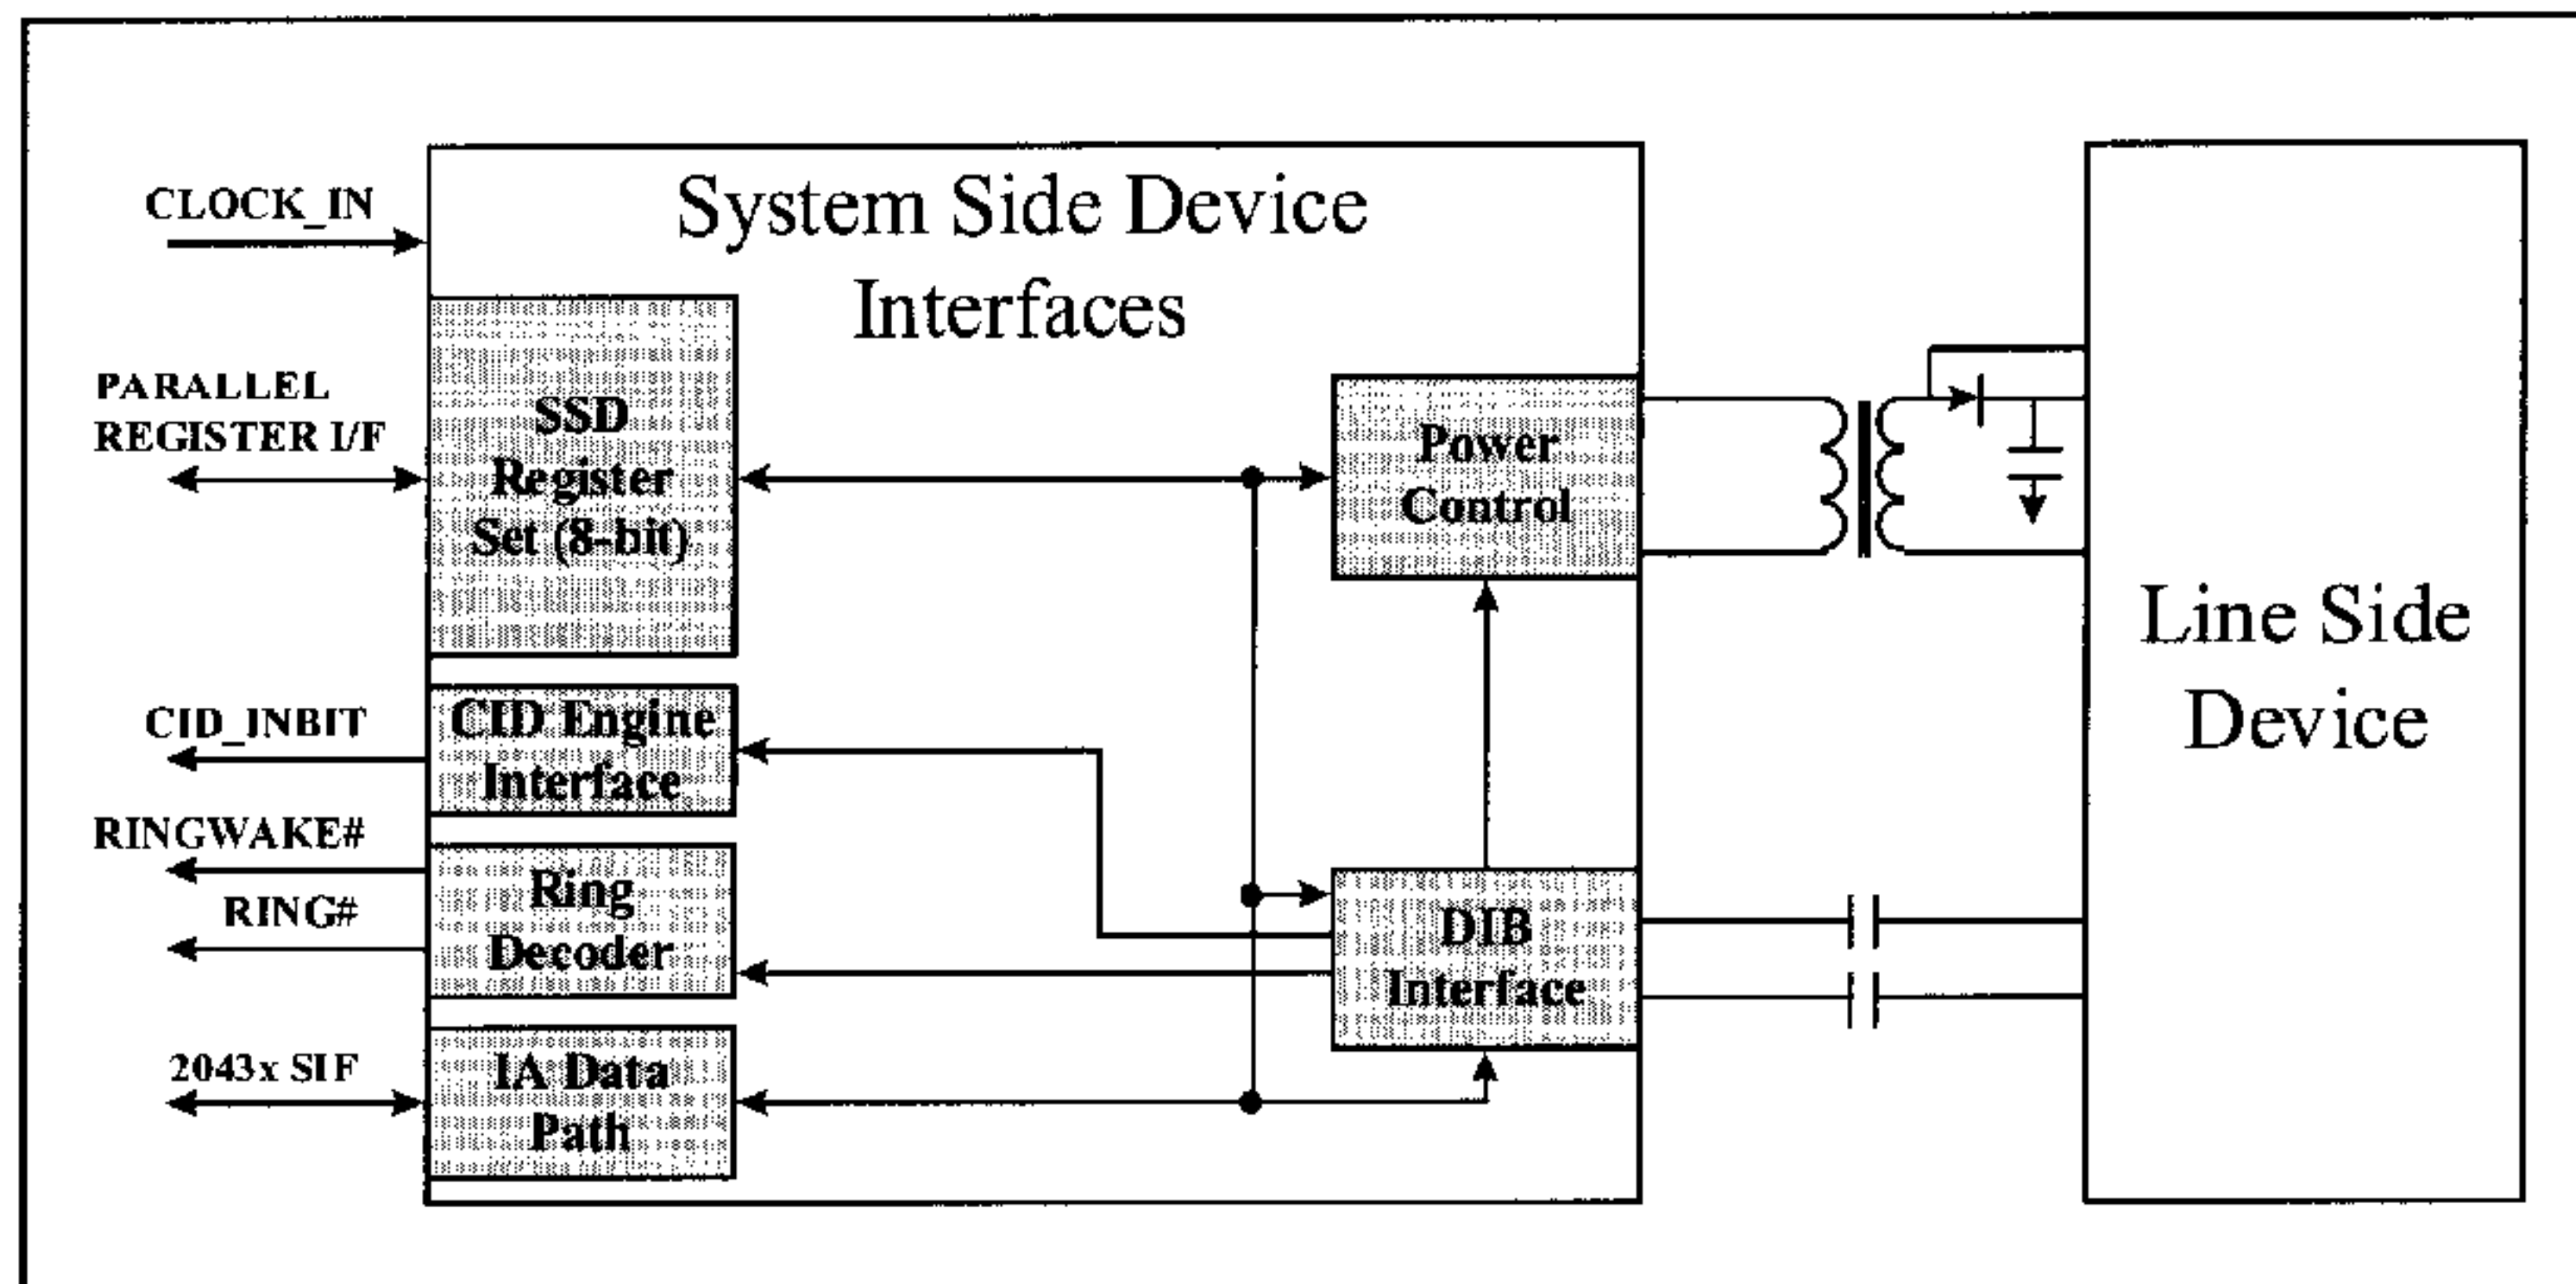 System Side Device
Interfaces
CLOCK_IN
PARALLEL
REGISTER I/F
SSD
Register
Set (8-bit)
Power
Control
CID_INBIT
CID Engine
Interface
RINGWAKE#
RING#
Ring
Decoder
DIB
Interface
2043x SIF
IA Data
Path
Line Side
Device